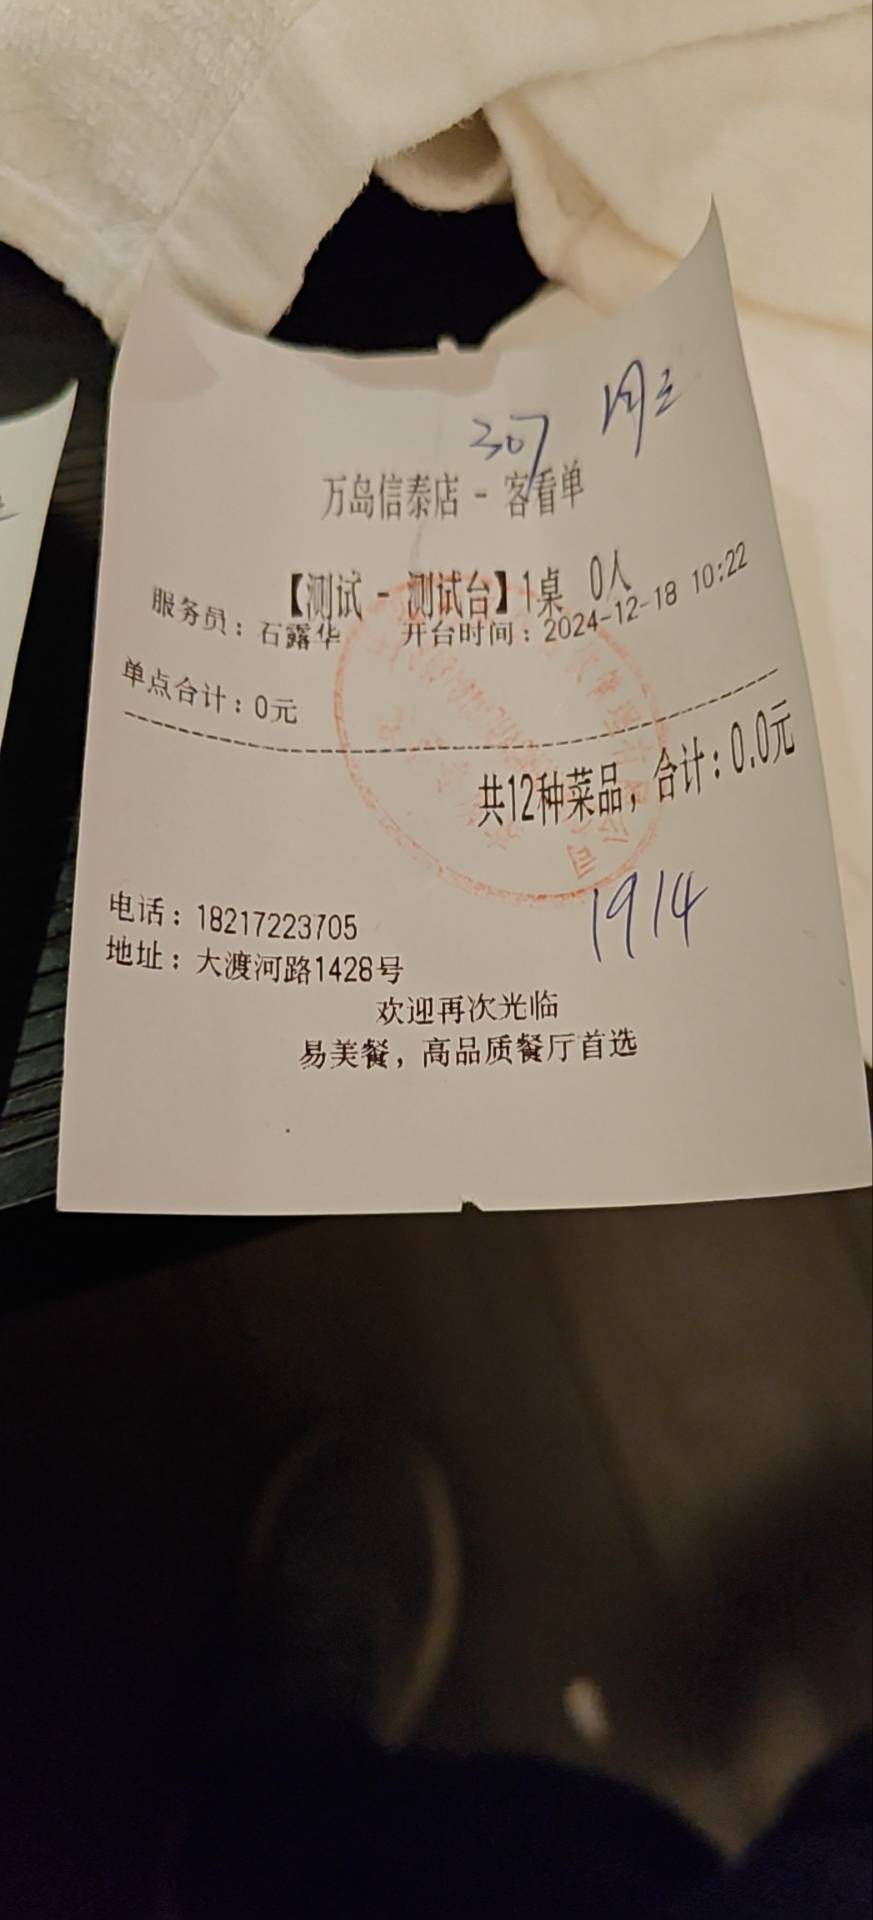 307 周三
万岛信泰店 - 客看单
【测试 - 测试台】1桌 0人
服务员：石露华 开台时间：2024-12-18 10:22
单点合计：0元
共12种菜品，合计：0.0元
1914
电话：18217223705
地址：大渡河路1428号
欢迎再次光临
易美餐，高品质餐厅首选